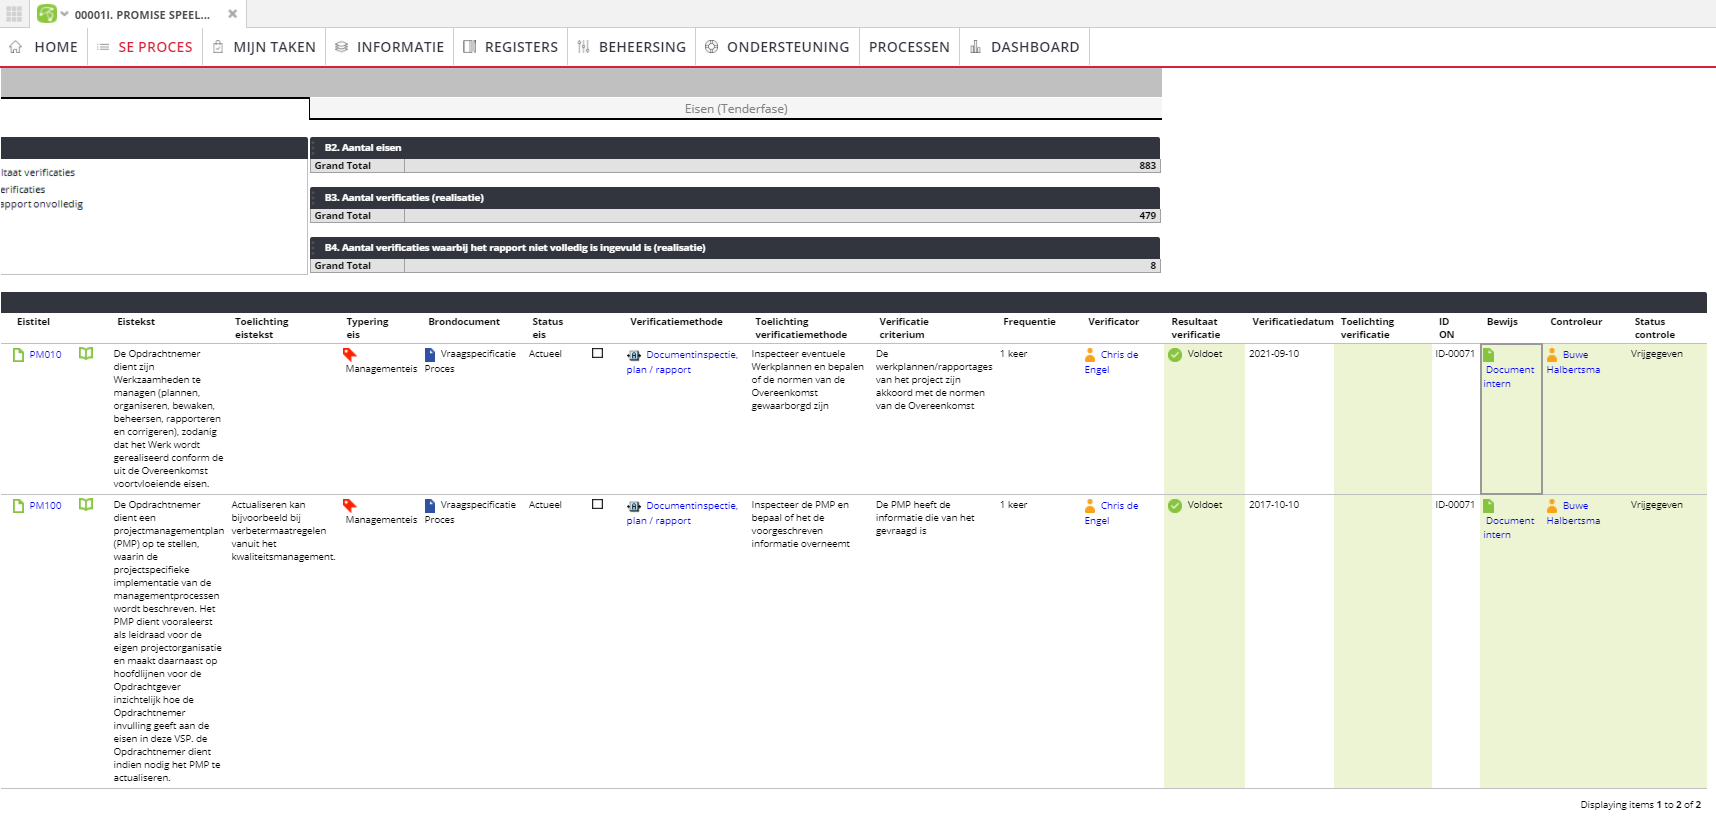 00001I. PROMISE SPEEL...
HOME SE PROCES MIJN TAKEN INFORMATIE REGISTERS BEHEERSING ONDERSTEUNING PROCESSEN DASHBOARD
Eisen (Tenderfase)
ltaat verificaties
erificaties
apport onvolledig
B2. Aantal eisen
Grand Total 883
B3. Aantal verificaties (realisatie)
Grand Total 479
B4. Aantal verificaties waarbij het rapport niet volledig is ingevuld is (realisatie)
Grand Total 8
Eistitel
Eistekst
Toelichting
eistekst
Typering
eis
Brondocument
Status
eis
Verificatiemethode
Toelichting
verificatiemethode
Verificatie
criterium
Frequentie
Verificator
Resultaat
verificatie
Verificatiedatum
Toelichting
verificatie
ID
ON
Bewijs
Controleur
Status
controle
PM010
De Opdrachtnemer
dient zijn
Werkzaamheden te
managen (plannen,
organiseren, bewaken,
beheersen, rapporteren
en corrigeren), zodanig
dat het Werk wordt
gerealiseerd conform de
uit de Overeenkomst
voortvloeiende eisen.
Managementeis
Vraagspecificatie
Proces
Actueel
Documentinspectie,
plan / rapport
Inspecteer eventuele
Werkplannen en bepalen
of de normen van de
Overeenkomst
gewaarborgd zijn
De
werkplannen/rapportages
van het project zijn
akkoord met de normen
van de Overeenkomst
1 keer
Chris de
Engel
Voldoet
2021-09-10
ID-00071
Document
intern
Buwe
Halbertsma
Vrijgegeven
PM100
De Opdrachtnemer
dient een
projectmanagementplan
(PMP) op te stellen,
waarin de
projectspecifieke
implementatie van de
managementprocessen
wordt beschreven. Het
PMP dient vooraleerst
als leidraad voor de
eigen projectorganisatie
en maakt daarnaast op
hoofdlijnen voor de
Opdrachtgever
inzichtelijk hoe de
Opdrachtnemer
invulling geeft aan de
eisen in deze VSP. de
Opdrachtnemer dient
indien nodig het PMP te
actualiseren.
Actualiseren kan
bijvoorbeeld bij
verbetermaatregelen
vanuit het
kwaliteitsmanagement.
Managementeis
Vraagspecificatie
Proces
Actueel
Documentinspectie,
plan / rapport
Inspecteer de PMP en
bepaal of het de
voorgeschreven
informatie overneemt
De PMP heeft de
informatie die van het
gevraagd is
1 keer
Chris de
Engel
Voldoet
2017-10-10
ID-00071
Document
intern
Buwe
Halbertsma
Vrijgegeven
Displaying items 1 to 2 of 2